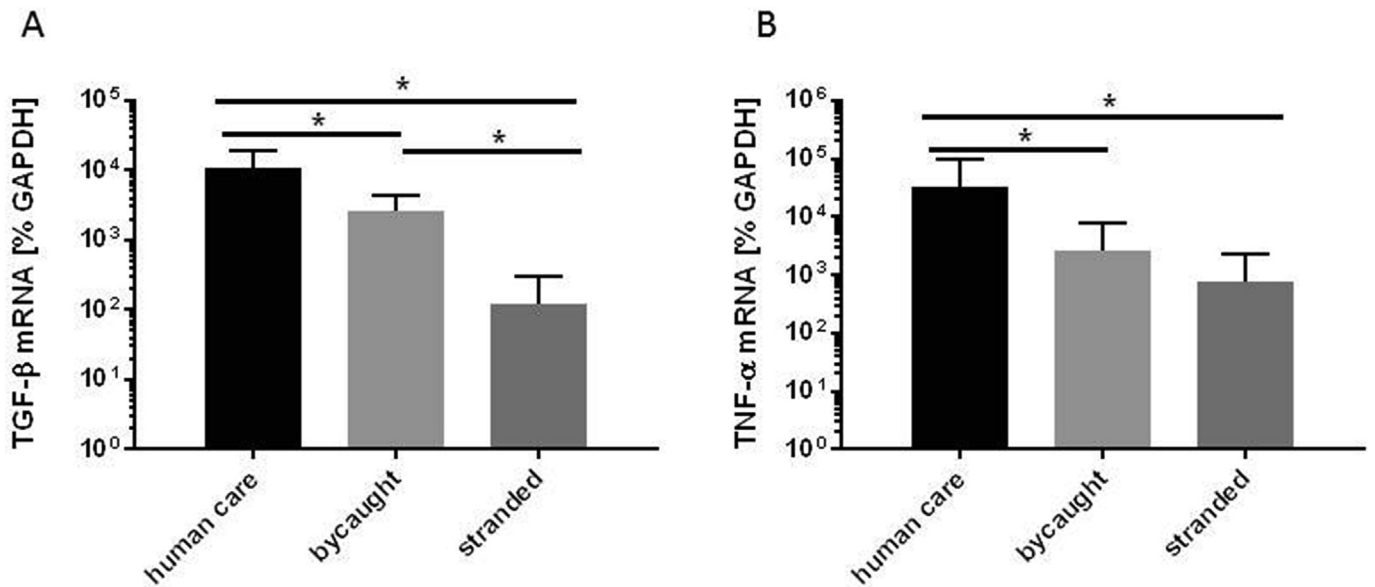 A
TGF-β mRNA [% GAPDH]
10⁵
10⁴
10³
10²
10¹
10⁰
*
*
*
human care
bycaught
stranded
B
TNF-α mRNA [% GAPDH]
10⁶
10⁵
10⁴
10³
10²
10¹
10⁰
*
*
human care
bycaught
stranded